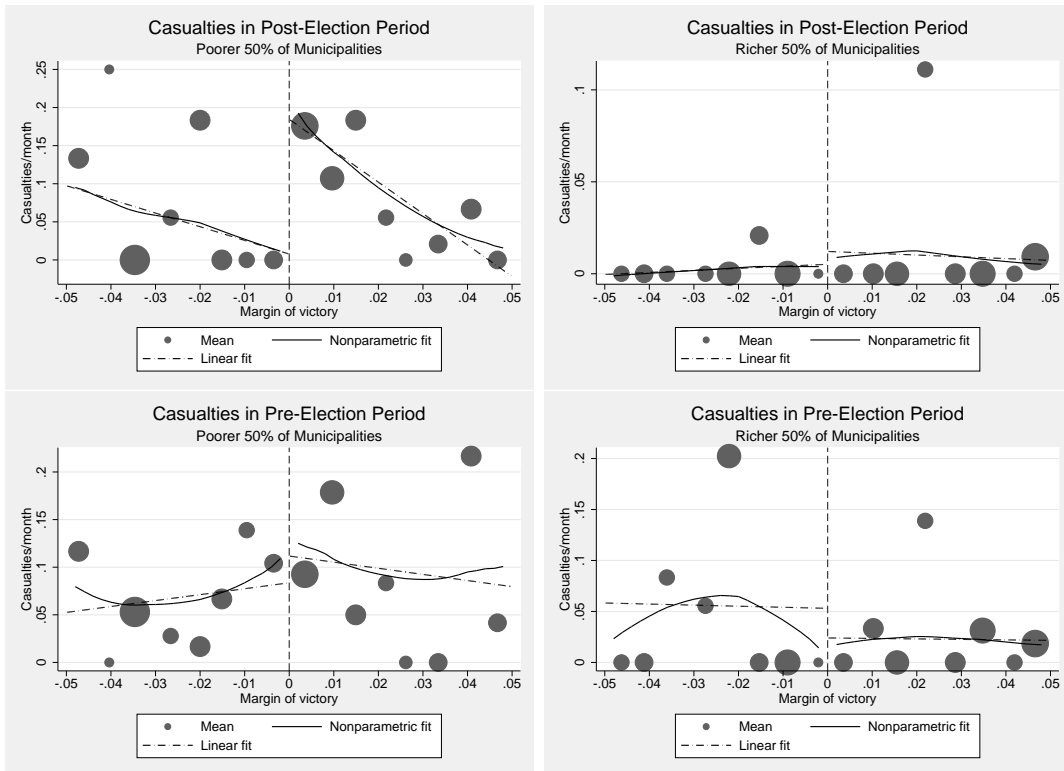 Casualties in Post-Election Period
Poorer 50% of Municipalities
Casualties/month
.25
.2
.15
.1
.05
0
-.05 -.04 -.03 -.02 -.01 0 .01 .02 .03 .04 .05
Margin of victory
Mean Nonparametric fit
Linear fit
Casualties in Post-Election Period
Richer 50% of Municipalities
Casualties/month
.1
.05
0
-.05 -.04 -.03 -.02 -.01 0 .01 .02 .03 .04 .05
Margin of victory
Mean Nonparametric fit
Linear fit
Casualties in Pre-Election Period
Poorer 50% of Municipalities
Casualties/month
.2
.15
.1
.05
0
-.05 -.04 -.03 -.02 -.01 0 .01 .02 .03 .04 .05
Margin of victory
Mean Nonparametric fit
Linear fit
Casualties in Pre-Election Period
Richer 50% of Municipalities
Casualties/month
.2
.15
.1
.05
0
-.05 -.04 -.03 -.02 -.01 0 .01 .02 .03 .04 .05
Margin of victory
Mean Nonparametric fit
Linear fit